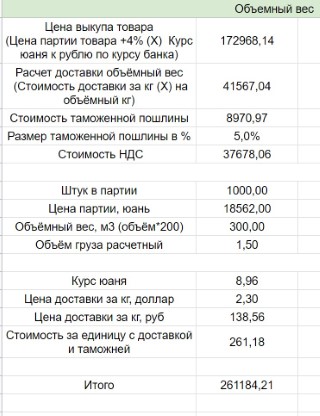 Объемный вес
Цена выкупа товара
(Цена партии товара +4% (X) Курс
юаня к рублю по курсу банка)
172968,14
Расчет доставки объёмный вес
(Стоимость доставки за кг (X) на
объёмный кг)
41567,04
Стоимость таможенной пошлины
8970,97
Размер таможенной пошлины в %
5,0%
Стоимость НДС
37678,06
Штук в партии
1000,00
Цена партии, юань
18562,00
Объёмный вес, м3 (объём*200)
300,00
Объём груза расчетный
1,50
Курс юаня
8,96
Цена доставки за кг, доллар
2,30
Цена доставки за кг, руб
138,56
Стоимость за единицу с доставкой
и таможней
261,18
Итого
261184,21